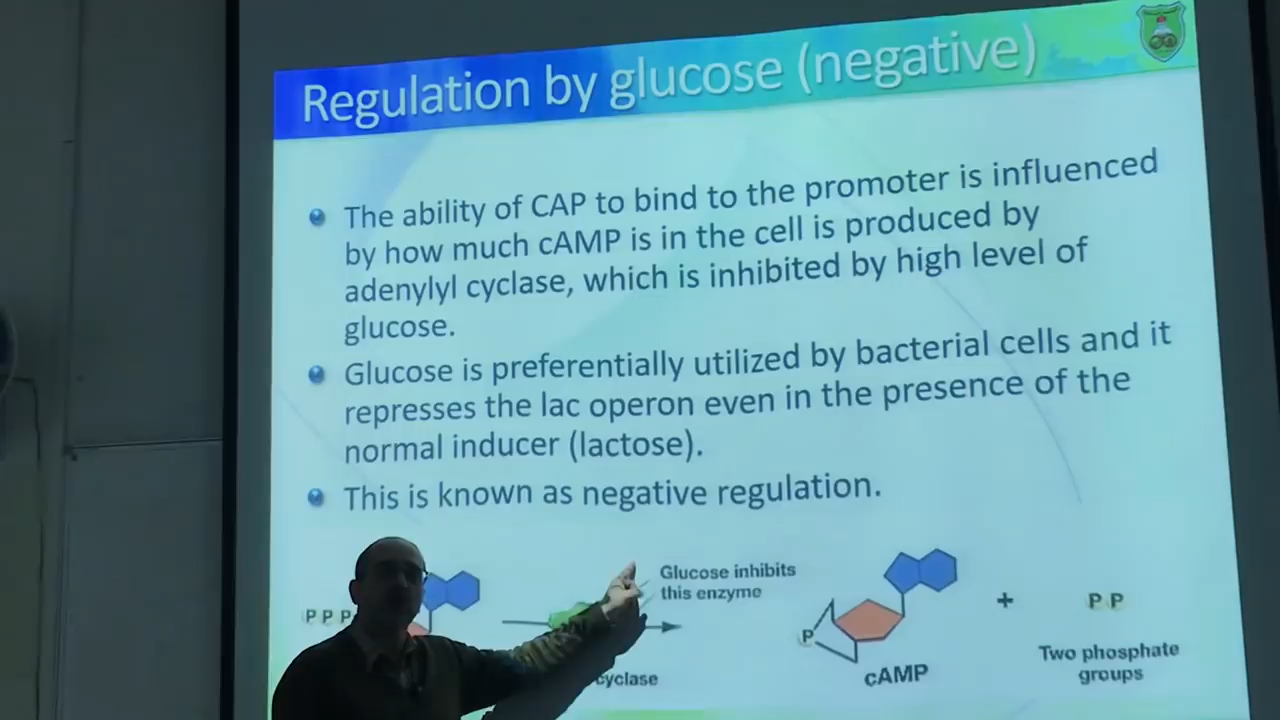 Regulation by glucose (negative)
The ability of CAP to bind to the promoter is influenced
by how much cAMP is in the cell is produced by
adenylyl cyclase, which is inhibited by high level of
glucose.
Glucose is preferentially utilized by bacterial cells and it
represses the lac operon even in the presence of the
normal inducer (lactose).
This is known as negative regulation.
Glucose inhibits
this enzyme
P P P
P
cAMP
+
P P
Two phosphate
groups
cyclase